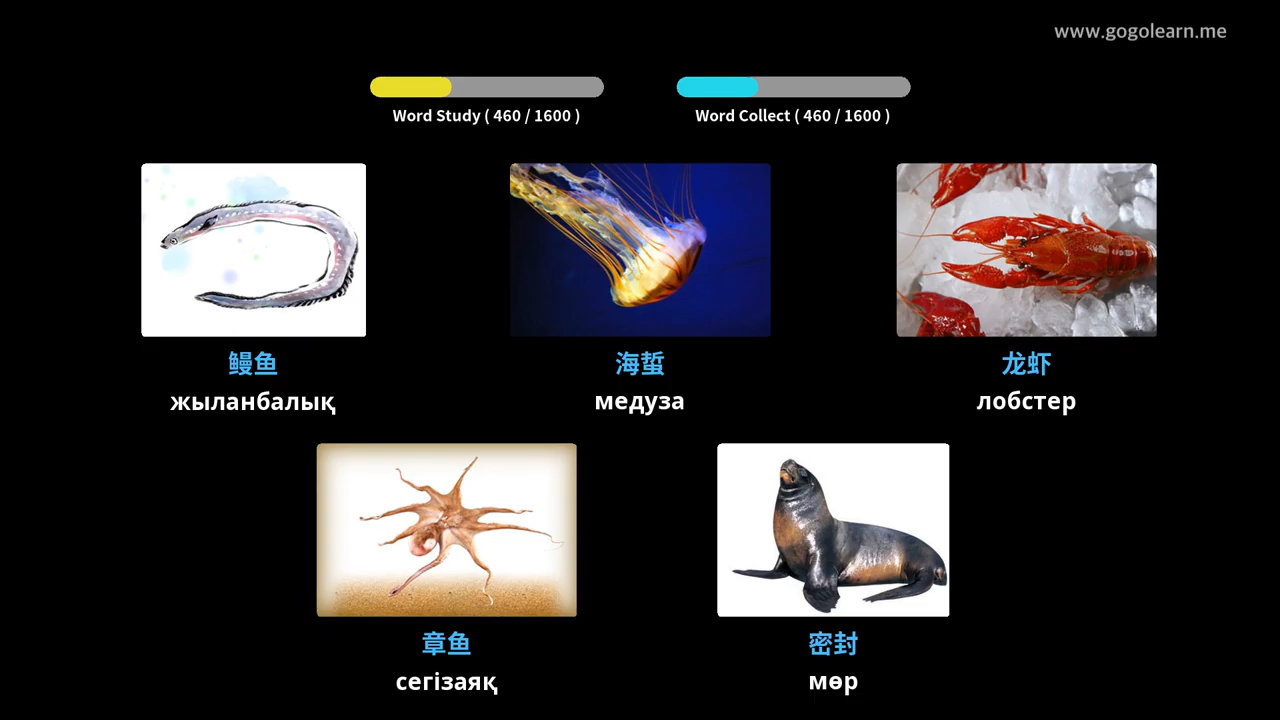 www.gogolearn.me
Word Study ( 460 / 1600 )
Word Collect ( 460 / 1600 )
鳗鱼
жыланбалық
海蜇
медуза
龙虾
лобстер
章鱼
сегізаяқ
密封
мөр